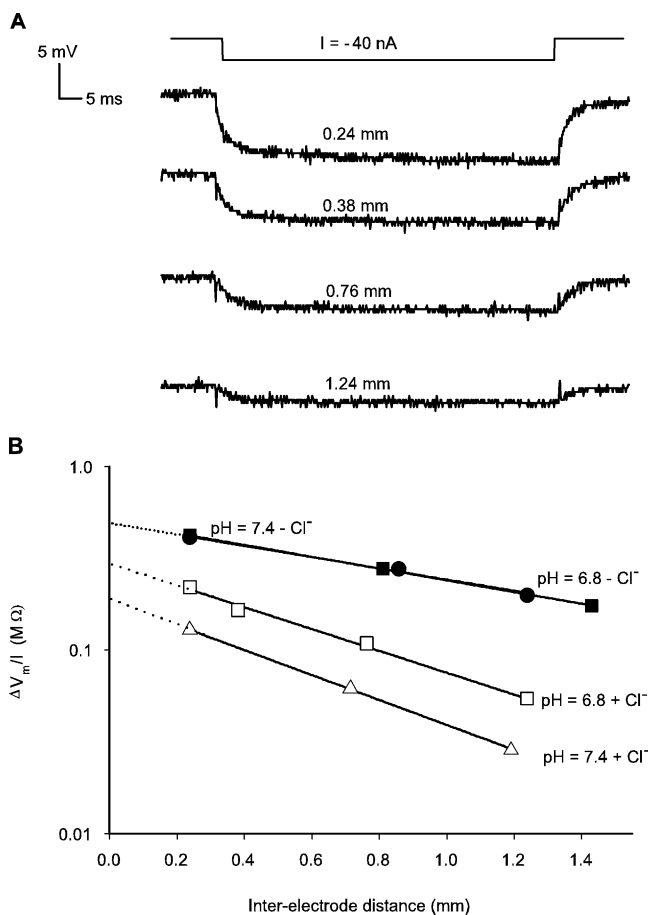 A
I = -40 nA
5 mV
5 ms
0.24 mm
0.38 mm
0.76 mm
1.24 mm
B
1.0
pH = 7.4 - Cl⁻
pH = 6.8 - Cl⁻
ΔVₘ/I (M Ω)
0.1
pH = 6.8 + Cl⁻
pH = 7.4 + Cl⁻
0.01
0.0 0.2 0.4 0.6 0.8 1.0 1.2 1.4
Inter-electrode distance (mm)